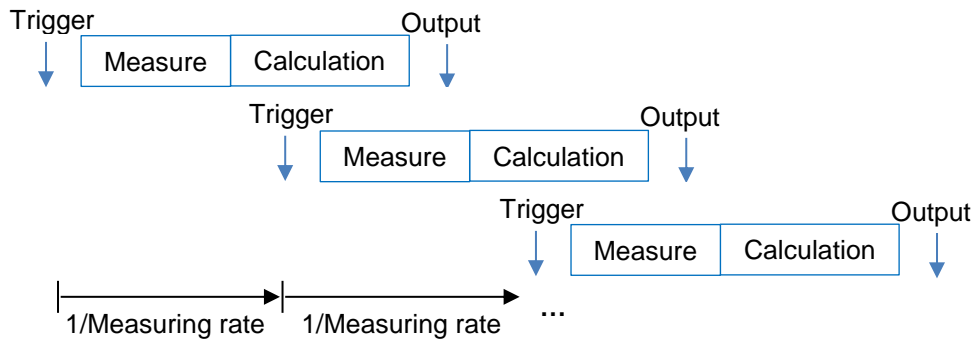 Trigger
Output
Measure
Calculation
Trigger
Output
Measure
Calculation
Trigger
Output
Measure
Calculation
1/Measuring rate
1/Measuring rate
...